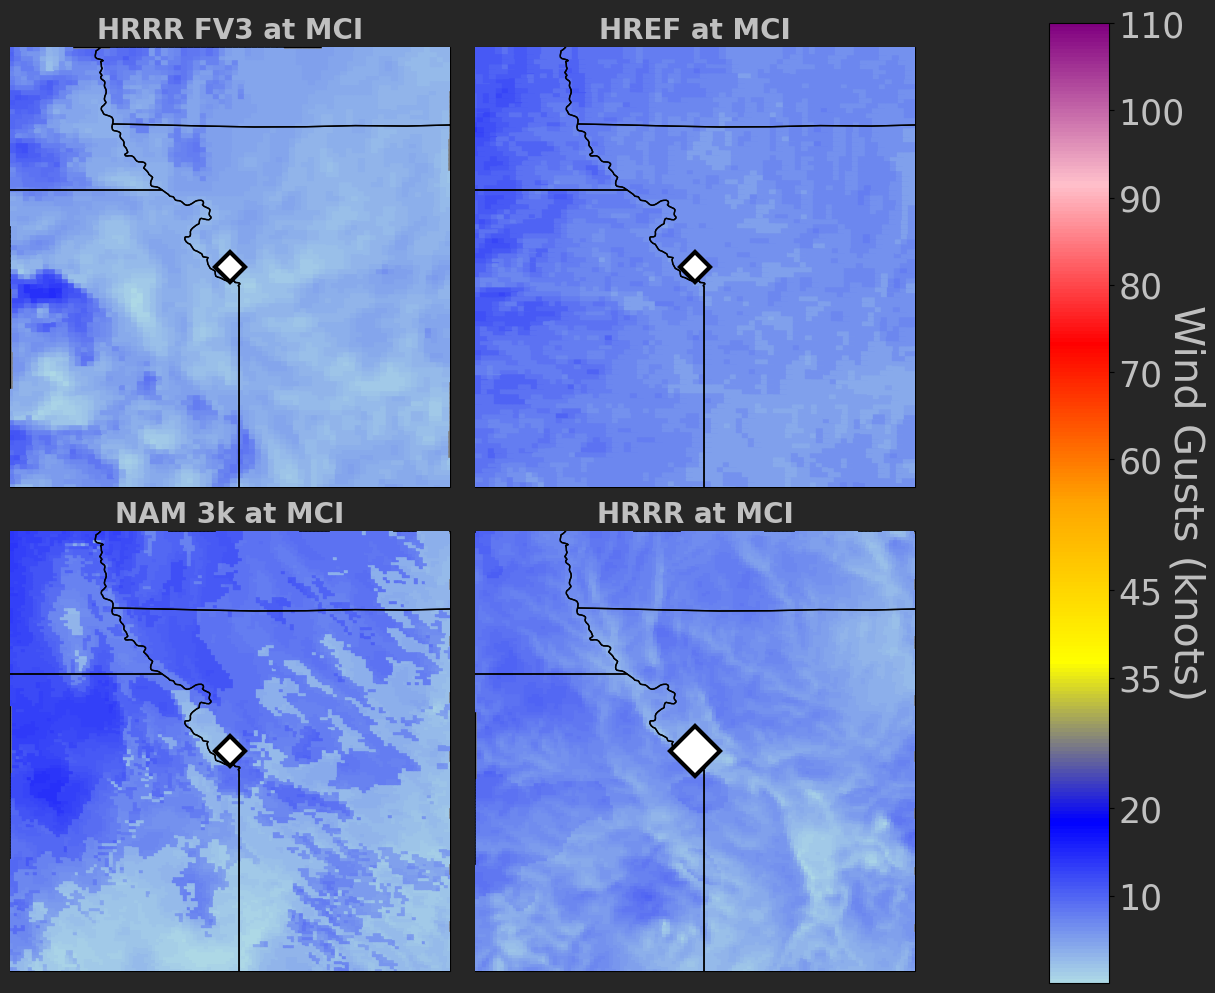 HRRR FV3 at MCI
HREF at MCI
NAM 3k at MCI
HRRR at MCI
110
100
90
80
70
60
45
35
20
10
Wind Gusts (knots)